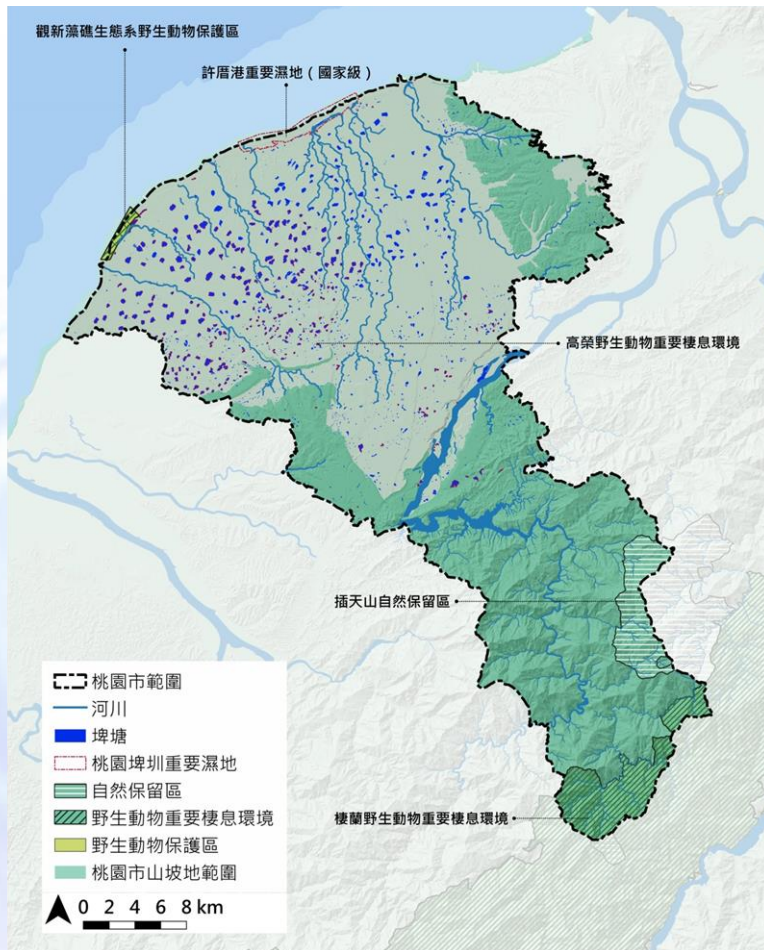 觀新藻礁生態系野生動物保護區
許厝港重要濕地（國家級）
高榮野生動物重要棲息環境
插天山自然保留區
棲蘭野生動物重要棲息環境
桃園市範圍
河川
埤塘
桃園埤圳重要濕地
自然保留區
野生動物重要棲息環境
野生動物保護區
桃園市山坡地範圍
0 2 4 6 8 km